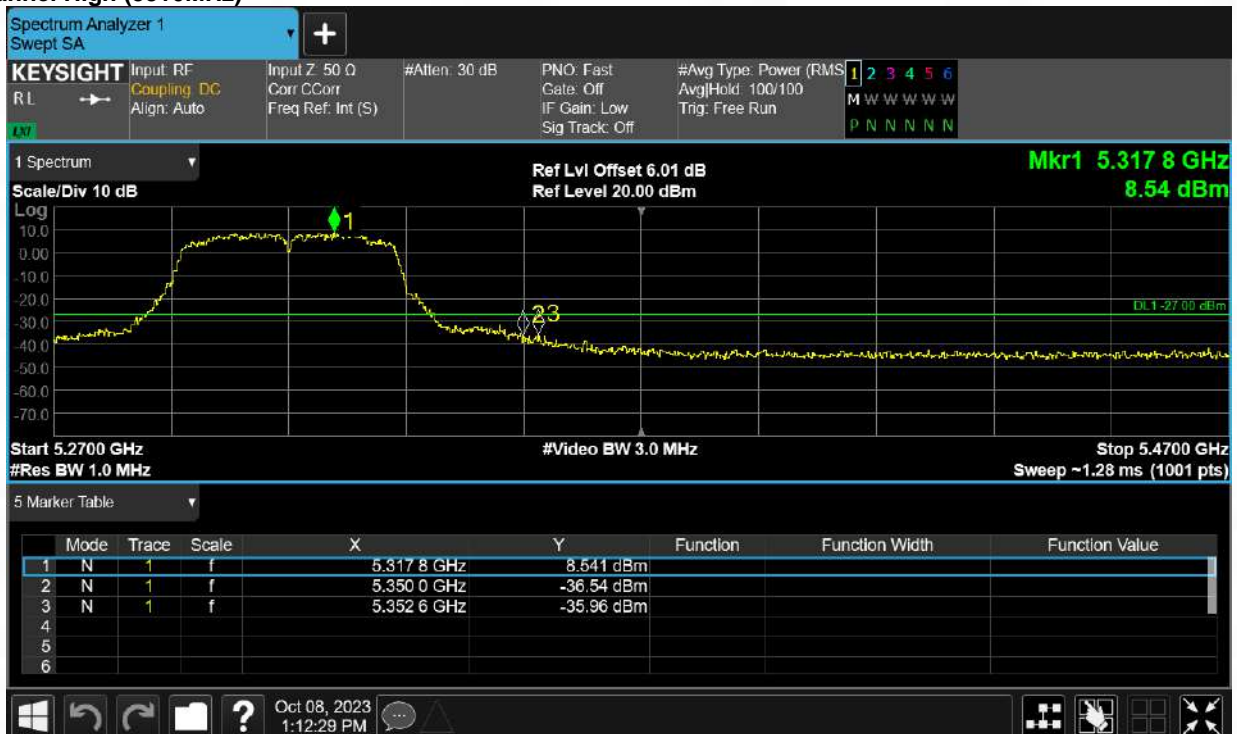 Spectrum Analyzer 1
Swept SA
KEYSIGHT Input: RF Input Z: 50 Ω #Atten: 30 dB PNO: Fast #Avg Type: Power (RMS 1 2 3 4 5 6
RL Coupling: DC Corr CCorr Gate: Off Avg|Hold: 100/100 M W W W W W
Align: Auto Freq Ref: Int (S) IF Gain: Low Trig: Free Run
LXI Sig Track: Off P N N N N N
1 Spectrum Ref Lvl Offset 6.01 dB Mkr1 5.317 8 GHz
Scale/Div 10 dB Ref Level 20.00 dBm 8.54 dBm
Log
10.0
0.00
-10.0
-20.0
-30.0
-40.0
-50.0
-60.0
-70.0
1
2 3
DL1 -27.00 dBm
Start 5.2700 GHz #Video BW 3.0 MHz Stop 5.4700 GHz
#Res BW 1.0 MHz Sweep ~1.28 ms (1001 pts)
5 Marker Table
Mode Trace Scale X Y Function Function Width Function Value
1 N 1 f 5.317 8 GHz 8.541 dBm
2 N 1 f 5.350 0 GHz -36.54 dBm
3 N 1 f 5.352 6 GHz -35.96 dBm
4
5
6
? Oct 08, 2023
1:12:29 PM